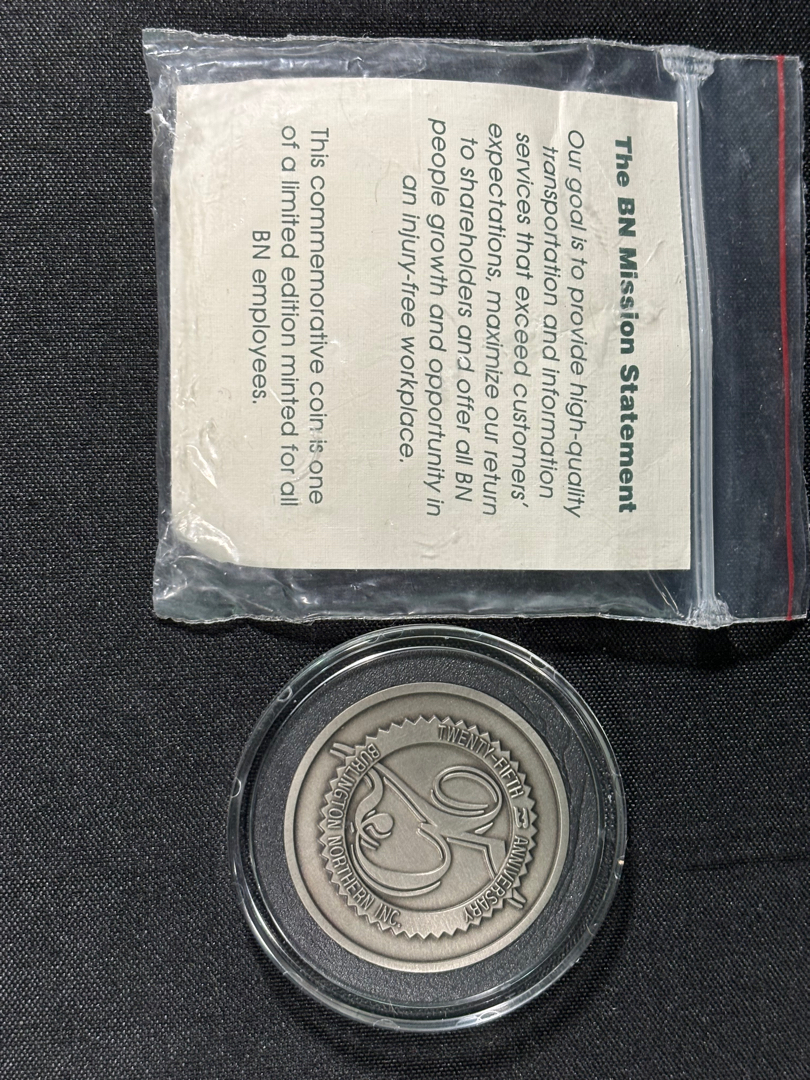 The BN Mission Statement
Our goal is to provide high-quality
transportation and information
services that exceed customers'
expectations, maximize our return
to shareholders and offer all BN
people growth and opportunity in
an injury-free workplace.
This commemorative coin is one
of a limited edition minted for all
BN employees.
TWENTY-FIFTH ANNIVERSARY
25
BURLINGTON NORTHERN INC.